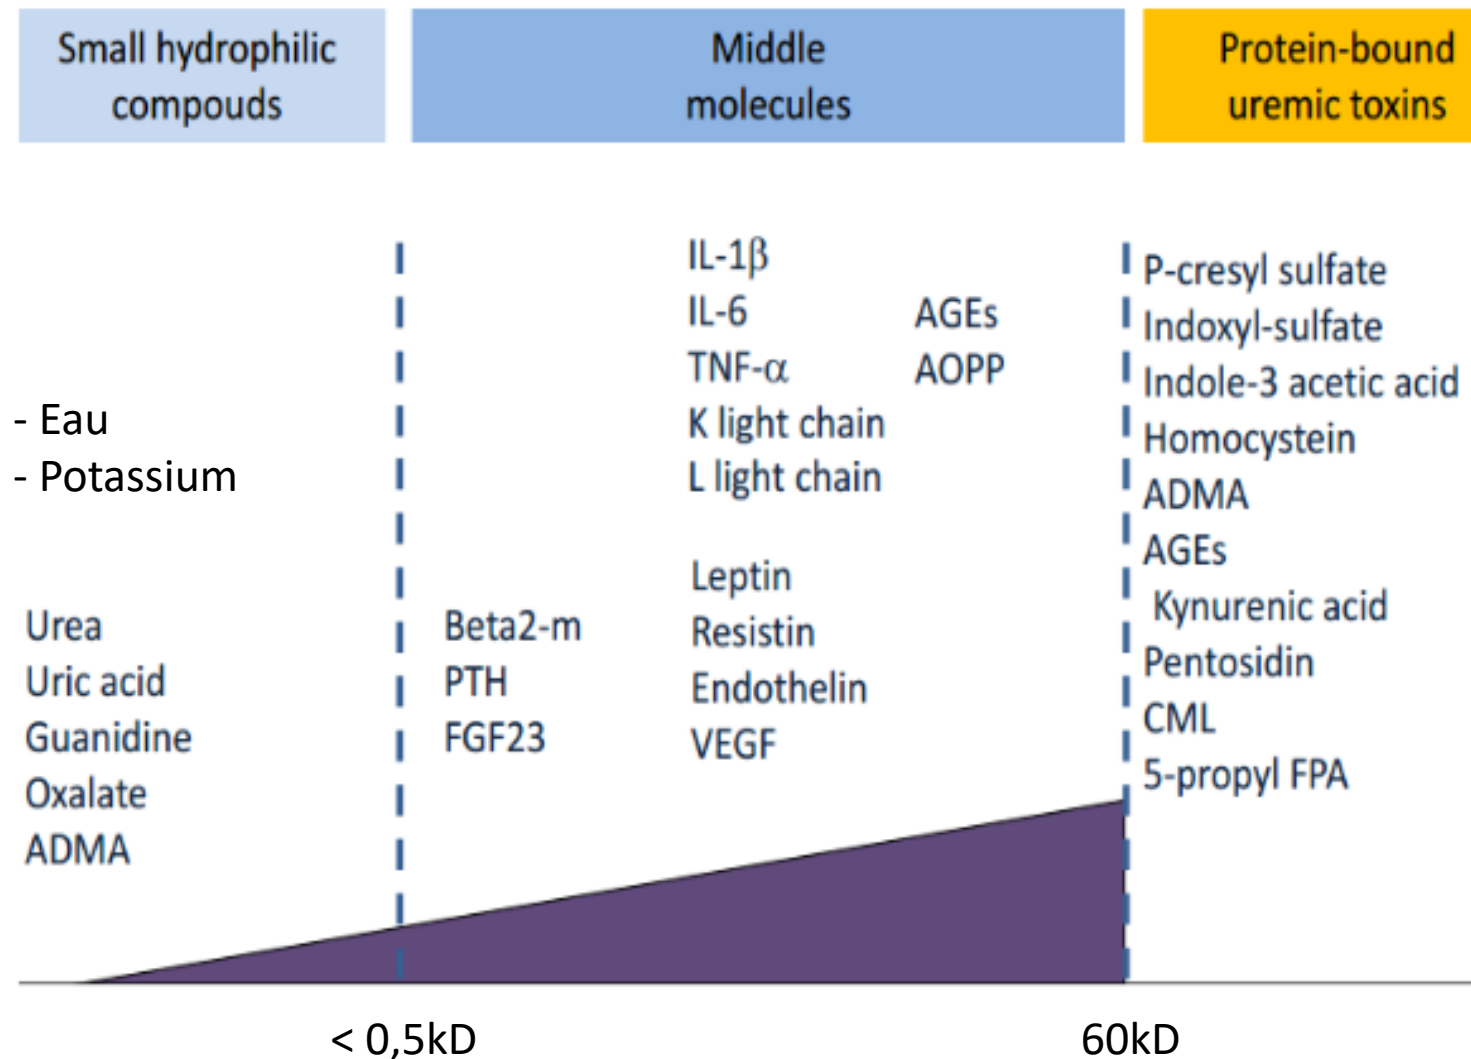 Small hydrophilic
compouds
Middle
molecules
Protein-bound
uremic toxins
- Eau
- Potassium
Urea
Uric acid
Guanidine
Oxalate
ADMA
Beta2-m
PTH
FGF23
IL-1β
IL-6
TNF-α
K light chain
L light chain
AGEs
AOPP
Leptin
Resistin
Endothelin
VEGF
P-cresyl sulfate
Indoxyl-sulfate
Indole-3 acetic acid
Homocystein
ADMA
AGEs
Kynurenic acid
Pentosidin
CML
5-propyl FPA
< 0,5kD
60kD